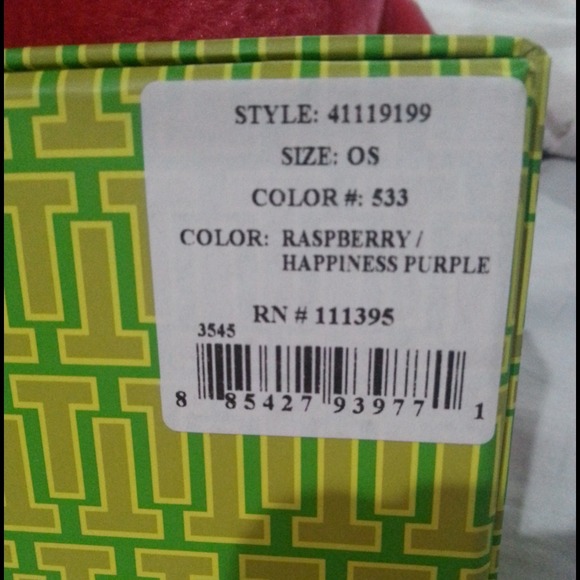 STYLE: 41119199
SIZE: OS
COLOR #: 533
COLOR: RASPBERRY /
HAPPINESS PURPLE
RN # 111395
3545
8 85427 93977 1